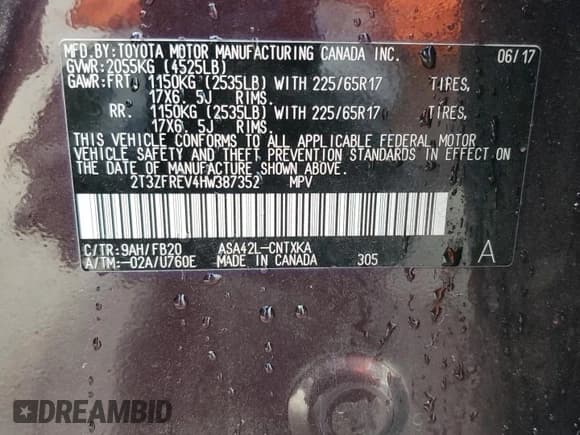 MFD.BY:TOYOTA MOTOR MANUFACTURING CANADA INC. 06/17
GVWR:2055KG (4525LB)
GAWR:FRT. 1150KG (2535LB) WITH 225/65R17 TIRES,
17X6. 5J RIMS.
RR. 1150KG (2535LB) WITH 225/65R17 TIRES,
17X6. 5J RIMS.
THIS VEHICLE CONFORMS TO ALL APPLICABLE FEDERAL MOTOR
VEHICLE SAFETY AND THEFT PREVENTION STANDARDS IN EFFECT ON
THE DATE OF MANUFACTURE SHOWN ABOVE.
2T3ZFREV4HW387352 MPV
C/TR:9AH/FB20 ASA42L-CNTXKA A
A/TM:-02A/U760E MADE IN CANADA 305
DREAMBID